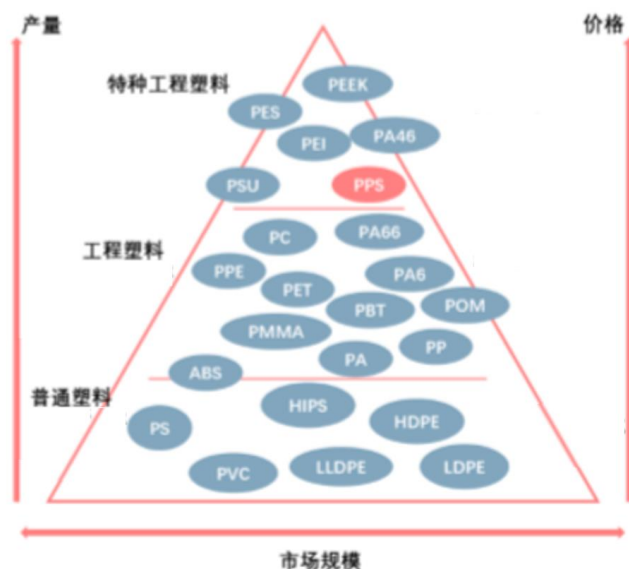 产量
价格
特种工程塑料
PEEK
PES
PEI
PA46
PSU
PPS
工程塑料
PC
PA66
PPE
PA6
PET
PBT
POM
PMMA
PA
PP
ABS
普通塑料
HIPS
PS
HDPE
PVC
LLDPE
LDPE
市场规模